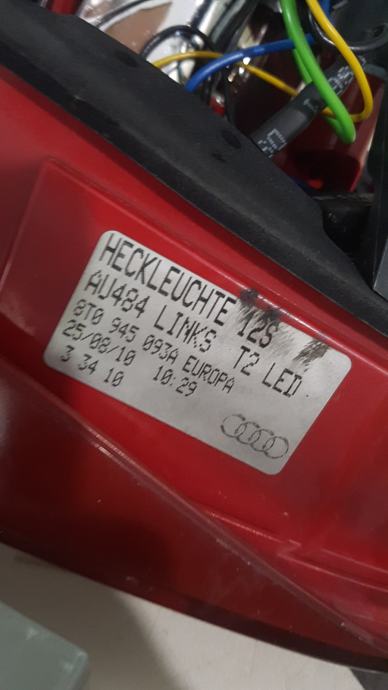 HECKLEUCHTE 12S
AU484 LINKS T2 LED
8T0 945 093A EUROPA
25/08/10 10:29
3 34 10